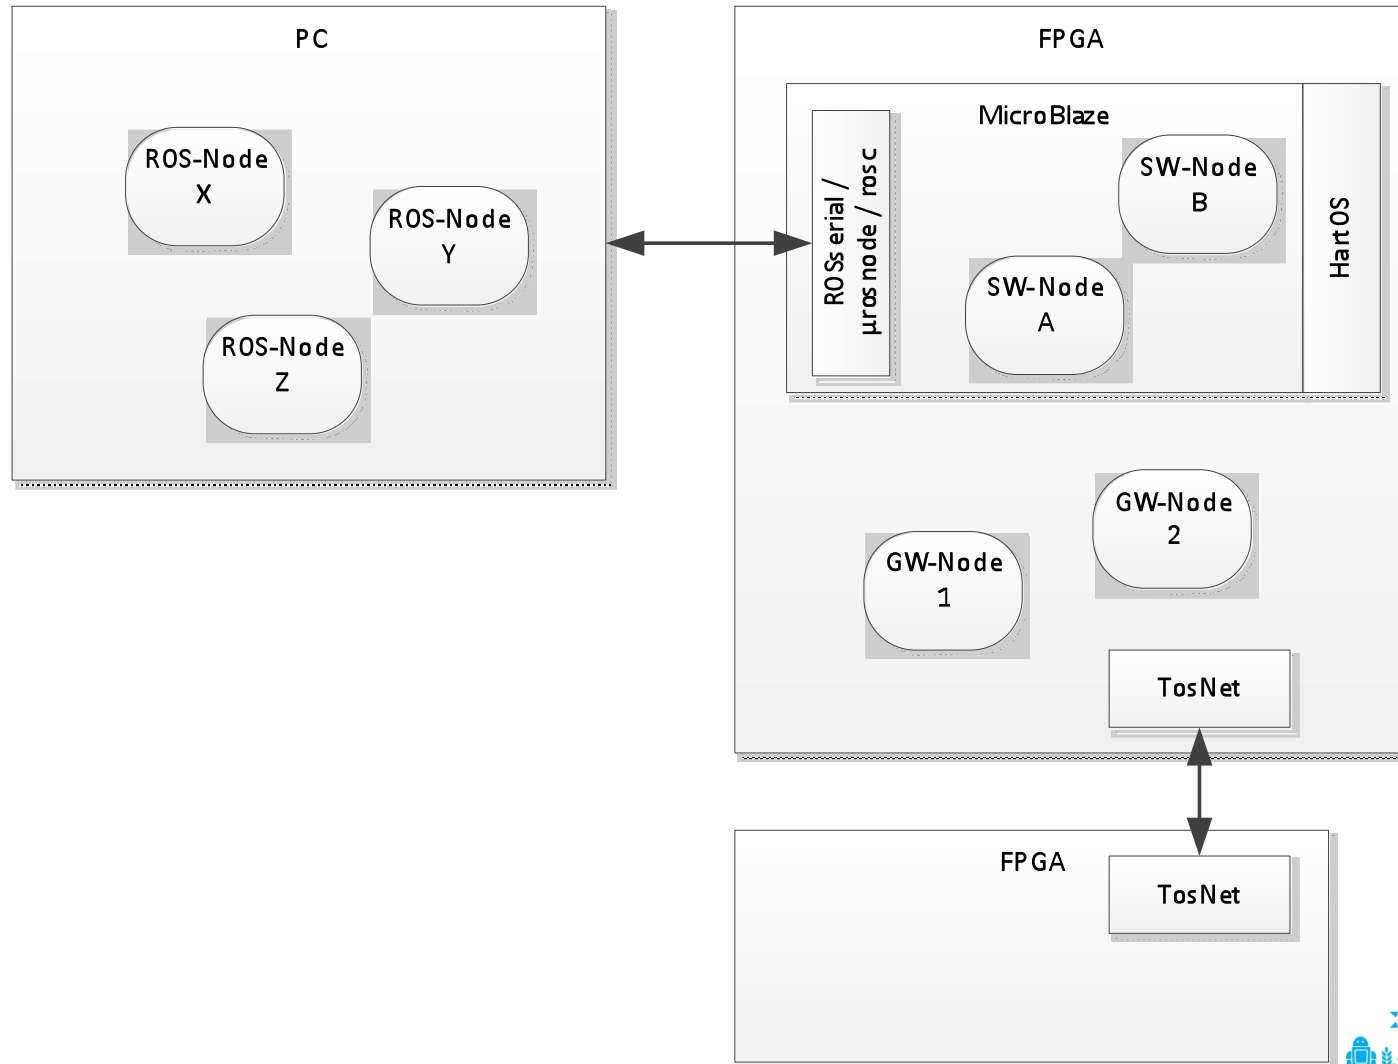 PC
ROS-Node
X
ROS-Node
Y
ROS-Node
Z
FPGA
MicroBlaze
ROSserial /
µrosnode / rosc
SW-Node
B
SW-Node
A
HartOS
GW-Node
2
GW-Node
1
TosNet
FPGA
TosNet